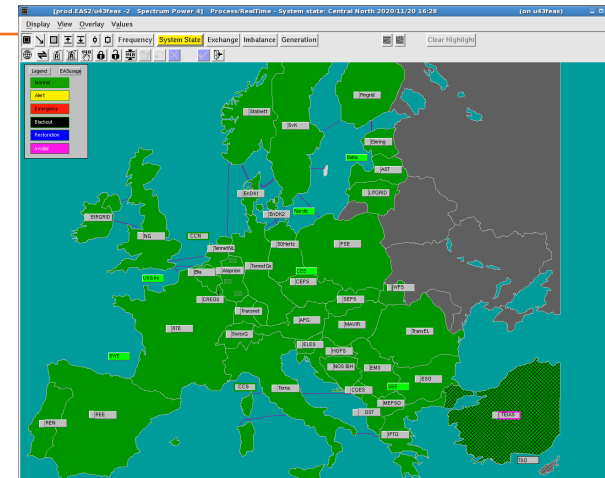 [prod.EAS2/u43feas -2 Spectrum Power 4] Process/RealTime - System state: Central North 2020/11/20 16:28 (on u43feas)
Display View Overlay Values
Frequency System State Exchange Imbalance Generation Clear Highlight
Legend
Normal
Alert
Emergency
Blackout
Restoration
Invalid
Fingrid
Statnett
SvK
Elering
Baltic
AST
EnDK1
LITGRID
EnDK2
Nordic
EIRGRID
NG
CCN
TennetNL
50Hertz
PSE
Elia
Amprion
TennetGe
CEE
CEPS
UK&Ire
WPS
CREOS
SEPS
Transnet
APG
MAVIR
RTE
SwissG
TransEL
ELES
HOPS
SWE
NOS BiH
EMS
ESO
CCS
Terna
CGES
SEE
MEPSO
REE
OST
TEIAS
REN
IPTO
TSO